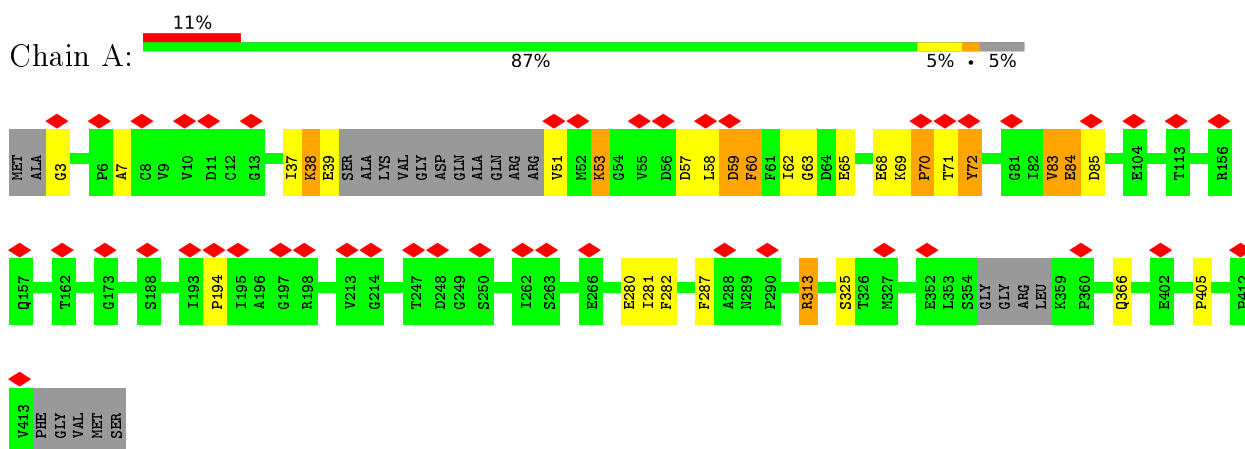 11%
Chain A:
87% 5% • 5%
MET ALA G3 P6 A7 C8 V9 V10 D11 C12 G13 I37 K38 E39 SER ALA LYS VAL GLY ASP GLN ALA GLN ARG ARG V51 M52 K53 G54 V55 D56 D57 L58 D59 F60 F61 I62 G63 D64 E65 E68 K69 P70 T71 Y72 G81 I82 V83 E84 D85 E104 T113 R156
Q157 T162 G173 S188 I193 P194 I195 A196 G197 R198 V213 G214 T247 D248 G249 S250 I262 S263 E266 E280 I281 F282 F287 A288 N289 P290 R313 S325 T326 M327 E352 L353 S354 GLY GLY ARG LEU K359 P360 Q366 E402 P405
V413 PHE GLY VAL MET SER